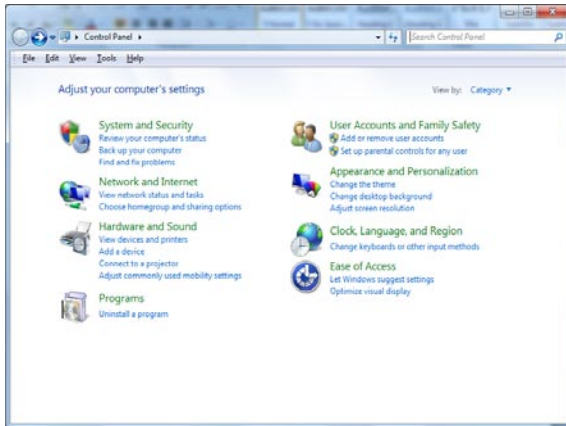 Control Panel
Search Control Panel
File Edit View Tools Help
Adjust your computer's settings
View by: Category
System and Security
Review your computer's status
Back up your computer
Find and fix problems
Network and Internet
View network status and tasks
Choose homegroup and sharing options
Hardware and Sound
View devices and printers
Add a device
Connect to a projector
Adjust commonly used mobility settings
Programs
Uninstall a program
User Accounts and Family Safety
Add or remove user accounts
Set up parental controls for any user
Appearance and Personalization
Change the theme
Change desktop background
Adjust screen resolution
Clock, Language, and Region
Change keyboards or other input methods
Ease of Access
Let Windows suggest settings
Optimize visual display